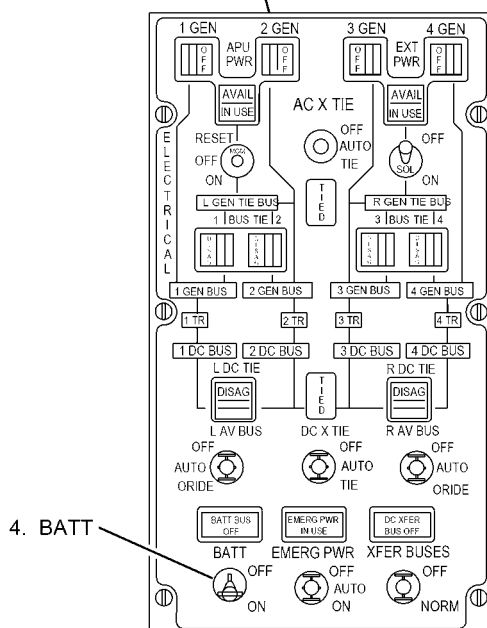 1 GEN 2 GEN 3 GEN 4 GEN
OFF APU PWR OFF OFF EXT PWR OFF
AVAIL AVAIL
IN USE IN USE
AC X TIE
ELECTRICAL
RESET OFF OFF
OFF MOM AUTO SOL
ON TIE ON
L GEN TIE BUS TIED R GEN TIE BUS
1 BUS TIE 2 3 BUS TIE 4
DISAG DISAG DISAG DISAG
1 GEN BUS 2 GEN BUS 3 GEN BUS 4 GEN BUS
1 TR 2 TR 3 TR 4 TR
1 DC BUS 2 DC BUS 3 DC BUS 4 DC BUS
L DC TIE R DC TIE
DISAG TIED DISAG
L AV BUS DC X TIE R AV BUS
OFF OFF OFF
AUTO AUTO AUTO
ORIDE TIE ORIDE
BATT BUS OFF EMERG PWR IN USE DC XFER BUS OFF
BATT EMERG PWR XFER BUSES
4. BATT
OFF OFF OFF
AUTO
ON ON NORM